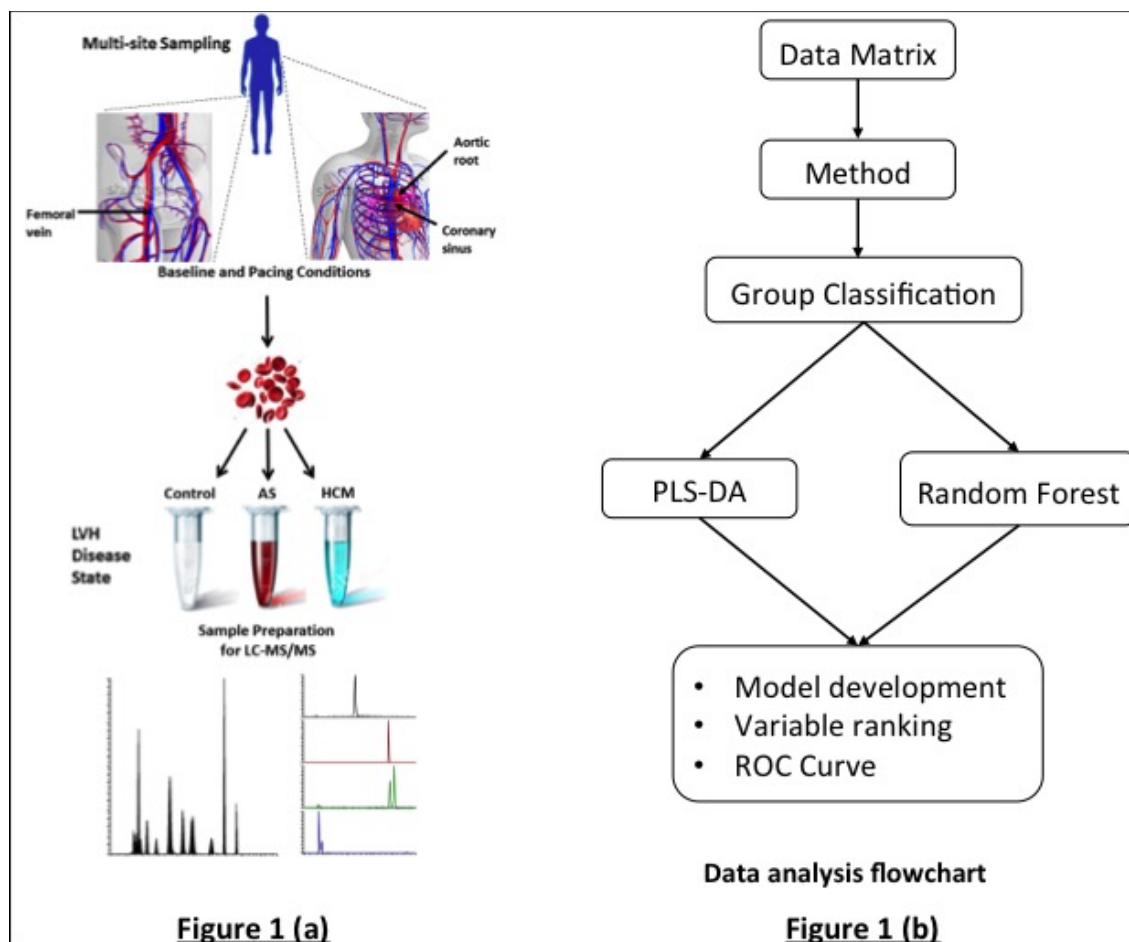 Multi-site Sampling
Aortic
root
Femoral
vein
Coronary
sinus
Baseline and Pacing Conditions
Control
AS
HCM
LVH
Disease
State
Sample Preparation
for LC-MS/MS
Figure 1 (a)
Data Matrix
Method
Group Classification
PLS-DA
Random Forest
• Model development
• Variable ranking
• ROC Curve
Data analysis flowchart
Figure 1 (b)